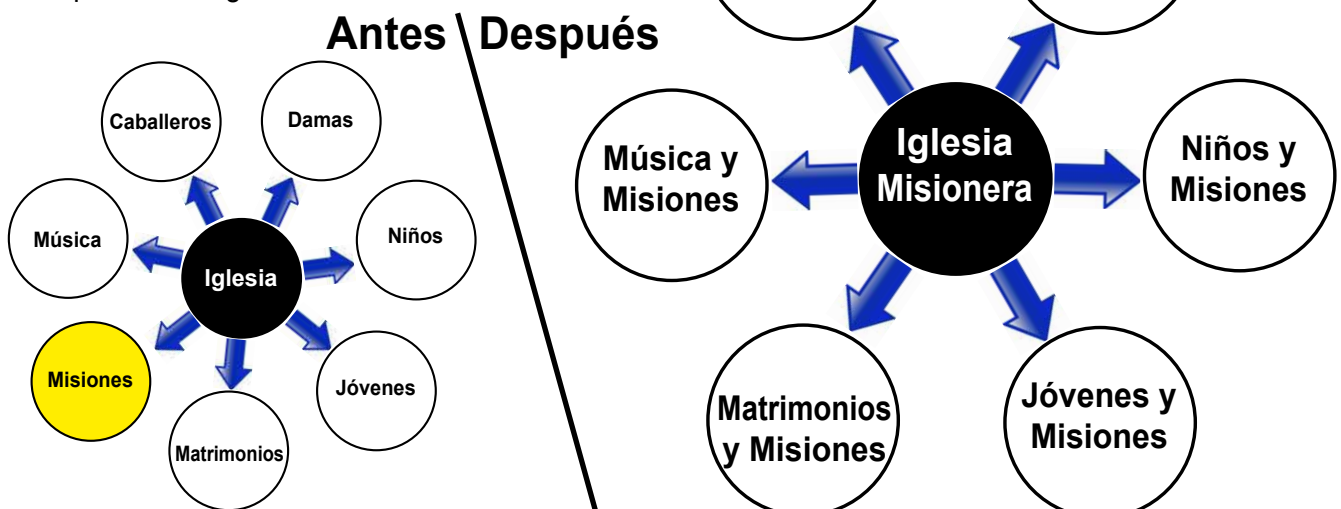 Antes
Después
Caballeros
Damas
Música
Niños
Iglesia
Misiones
Jóvenes
Matrimonios
Iglesia
Misionera
Música y
Misiones
Niños y
Misiones
Matrimonios
y Misiones
Jóvenes y
Misiones